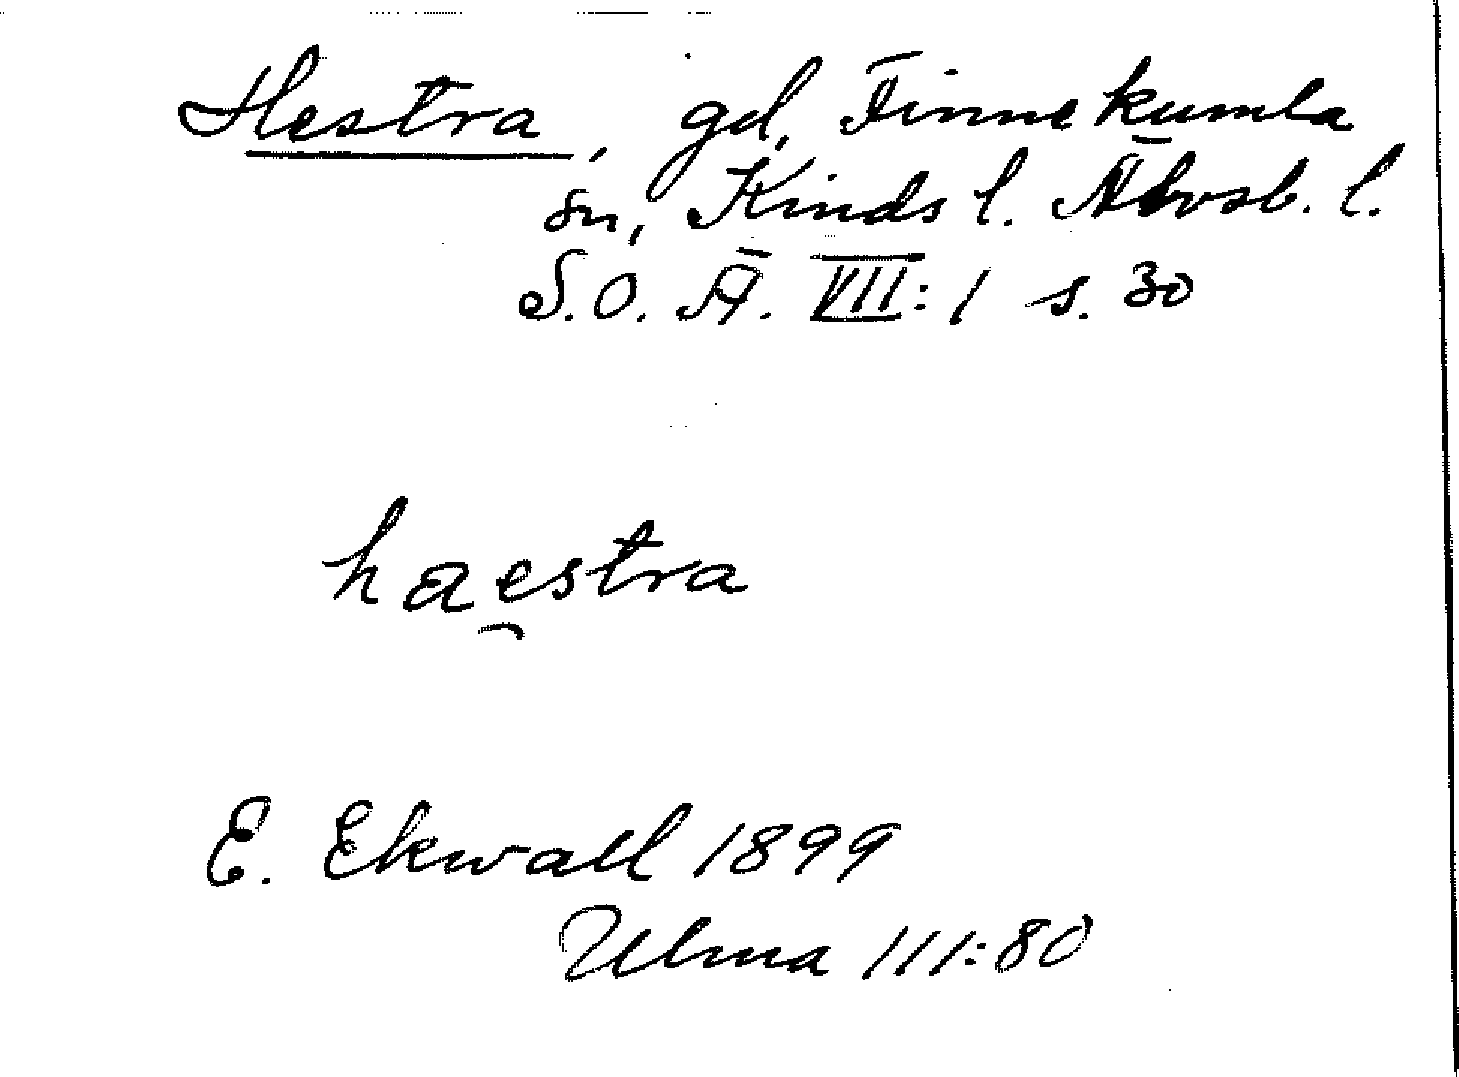 Hestra, gd, Finnekumla
sn, Kinds l. Älvsb. l.
S.O. Ä. VII:1 s. 30
haestra
E. Ekwall 1899
Ulma 111:80